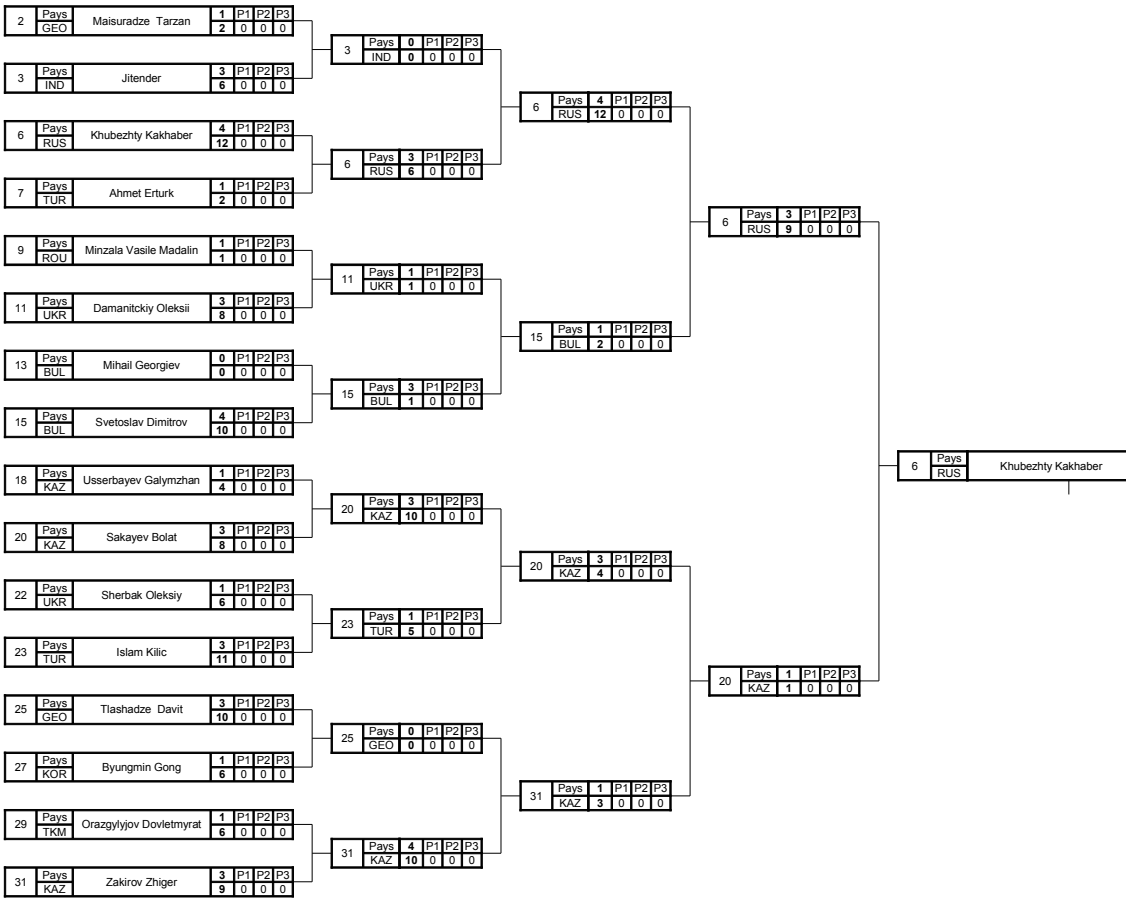 2 Pays Maisuradze Tarzan 1 P1 P2 P3
GEO 2 0 0 0
3 Pays Jitender 3 P1 P2 P3
IND 6 0 0 0
6 Pays Khubezhty Kakhaber 4 P1 P2 P3
RUS 12 0 0 0
7 Pays Ahmet Erturk 1 P1 P2 P3
TUR 2 0 0 0
9 Pays Minzala Vasile Madalin 1 P1 P2 P3
ROU 1 0 0 0
11 Pays Damanitckiy Oleksii 3 P1 P2 P3
UKR 8 0 0 0
13 Pays Mihail Georgiev 0 P1 P2 P3
BUL 0 0 0 0
15 Pays Svetoslav Dimitrov 4 P1 P2 P3
BUL 10 0 0 0
18 Pays Usserbayev Galymzhan 1 P1 P2 P3
KAZ 4 0 0 0
20 Pays Sakayev Bolat 3 P1 P2 P3
KAZ 8 0 0 0
22 Pays Sherbak Oleksiy 1 P1 P2 P3
UKR 6 0 0 0
23 Pays Islam Kilic 3 P1 P2 P3
TUR 11 0 0 0
25 Pays Tlashadze Davit 3 P1 P2 P3
GEO 10 0 0 0
27 Pays Byungmin Gong 1 P1 P2 P3
KOR 6 0 0 0
29 Pays Orazgylyjov Dovletmyrat 1 P1 P2 P3
TKM 6 0 0 0
31 Pays Zakirov Zhiger 3 P1 P2 P3
KAZ 9 0 0 0
3 Pays 0 P1 P2 P3
IND 0 0 0 0
6 Pays 3 P1 P2 P3
RUS 6 0 0 0
11 Pays 1 P1 P2 P3
UKR 1 0 0 0
15 Pays 3 P1 P2 P3
BUL 1 0 0 0
20 Pays 3 P1 P2 P3
KAZ 10 0 0 0
23 Pays 1 P1 P2 P3
TUR 5 0 0 0
25 Pays 0 P1 P2 P3
GEO 0 0 0 0
31 Pays 4 P1 P2 P3
KAZ 10 0 0 0
6 Pays 4 P1 P2 P3
RUS 12 0 0 0
15 Pays 1 P1 P2 P3
BUL 2 0 0 0
20 Pays 3 P1 P2 P3
KAZ 4 0 0 0
31 Pays 1 P1 P2 P3
KAZ 3 0 0 0
6 Pays 3 P1 P2 P3
RUS 9 0 0 0
20 Pays 1 P1 P2 P3
KAZ 1 0 0 0
6 Pays Khubezhty Kakhaber
RUS